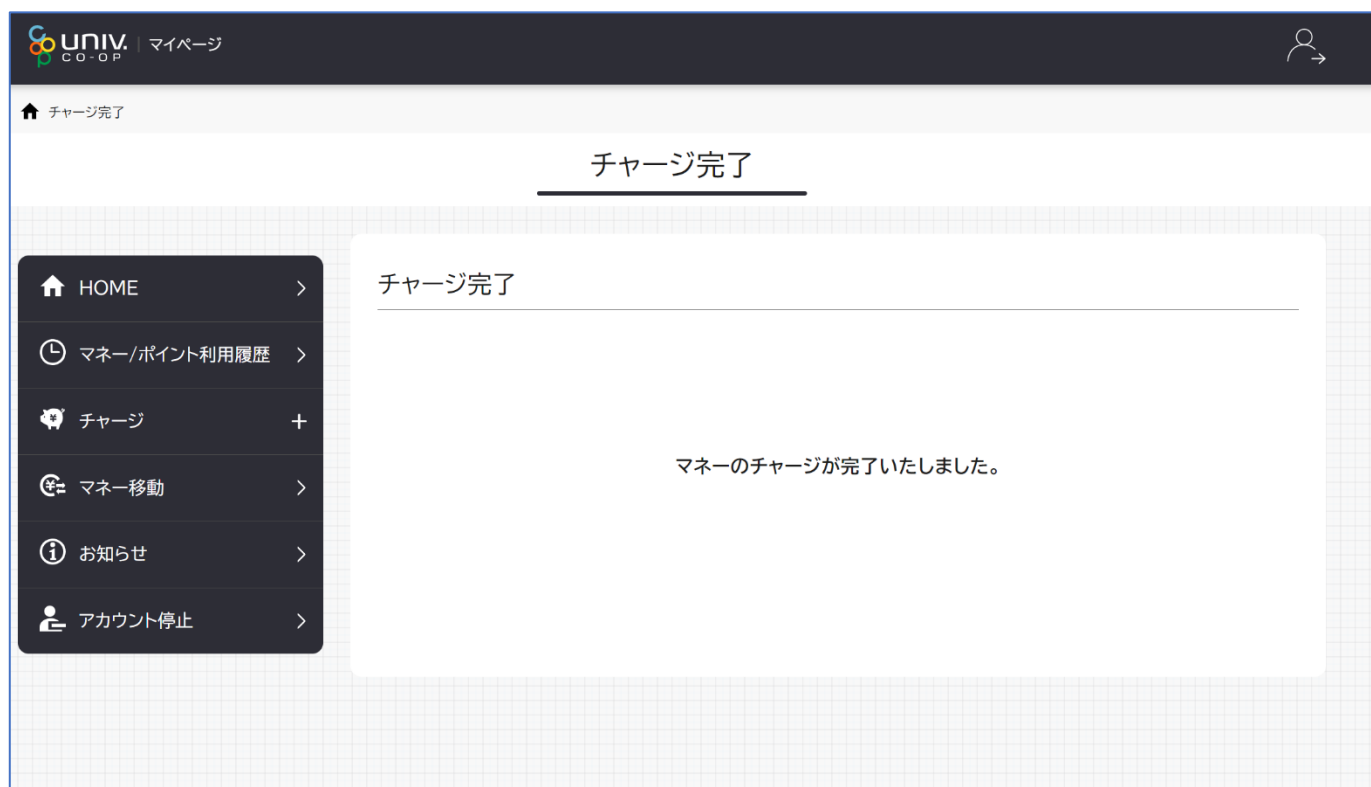 UNIV. CO-OP マイページ
チャージ完了
チャージ完了
HOME
マネー/ポイント利用履歴
チャージ
マネー移動
お知らせ
アカウント停止
チャージ完了
マネーのチャージが完了いたしました。